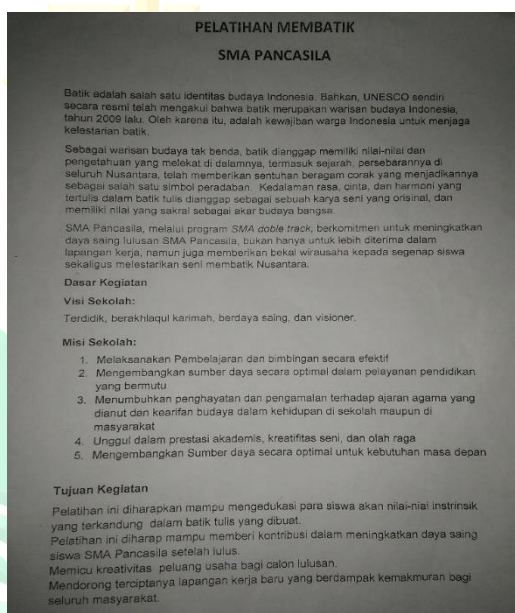 PELATIHAN MEMBATIK
SMA PANCASILA
Batik adalah salah satu identitas budaya Indonesia. Bahkan, UNESCO sendiri
secara resmi telah mengakui bahwa batik merupakan warisan budaya Indonesia,
tahun 2009 lalu. Oleh karena itu, adalah kewajiban warga Indonesia untuk menjaga
kelastarian batik.
Sebagai warisan budaya tak benda, batik dianggap memiliki nilai-nilai dan
pengetahuan yang melekat di dalamnya, termasuk sejarah, persebarannya di
seluruh Nusantara, telah memberikan sentuhan beragam corak yang menjadikannya
sebagai salah satu simbol peradaban. Kedalaman rasa, cinta, dan harmoni yang
tertulis dalam batik tulis dianggap sebagai sebuah karya seni yang orisinal, dan
memiliki nilai yang sakral sebagai akar budaya bangsa.
SMA Pancasila, melalui program SMA doble track, berkomitmen untuk meningkatkan
daya saing lulusan SMA Pancasila, bukan hanya untuk lebih diterima dalam
lapangan kerja, namun juga memberikan bekal wirausaha kepada segenap siswa
sekaligus melestarikan seni membatik Nusantara.
Dasar Kegiatan
Visi Sekolah:
Terdidik, berakhlaqul karimah, berdaya saing, dan visioner.
Misi Sekolah:
1. Melaksanakan Pembelajaran dan bimbingan secara efektif
2. Mengembangkan sumber daya secara optimal dalam pelayanan pendidikan
yang bermutu
3. Menumbuhkan penghayatan dan pengamalan terhadap ajaran agama yang
dianut dan kearifan budaya dalam kehidupan di sekolah maupun di
masyarakat
4. Unggul dalam prestasi akademis, kreatifitas seni, dan olah raga
5. Mengembangkan Sumber daya secara optimal untuk kebutuhan masa depan
Tujuan Kegiatan
Pelatihan ini diharapkan mampu mengedukasi para siswa akan nilai-niai instrinsik
yang terkandung dalam batik tulis yang dibuat.
Pelatihan ini diharap mampu memberi kontribusi dalam meningkatkan daya saing
siswa SMA Pancasila setelah lulus.
Memicu kreativitas peluang usaha bagi calon lulusan.
Mendorong terciptanya lapangan kerja baru yang berdampak kemakmuran bagi
seluruh masyarakat.